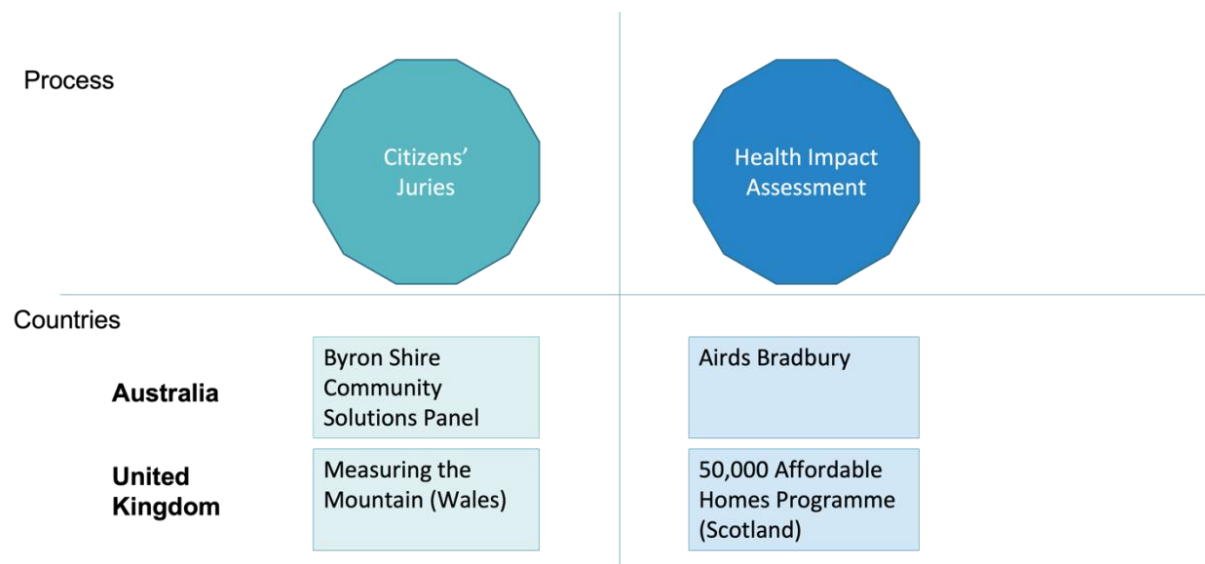 Process
Citizens’
Juries
Health Impact
Assessment
Countries
Australia
Byron Shire
Community
Solutions Panel
Airds Bradbury
United
Kingdom
Measuring the
Mountain (Wales)
50,000 Affordable
Homes Programme
(Scotland)